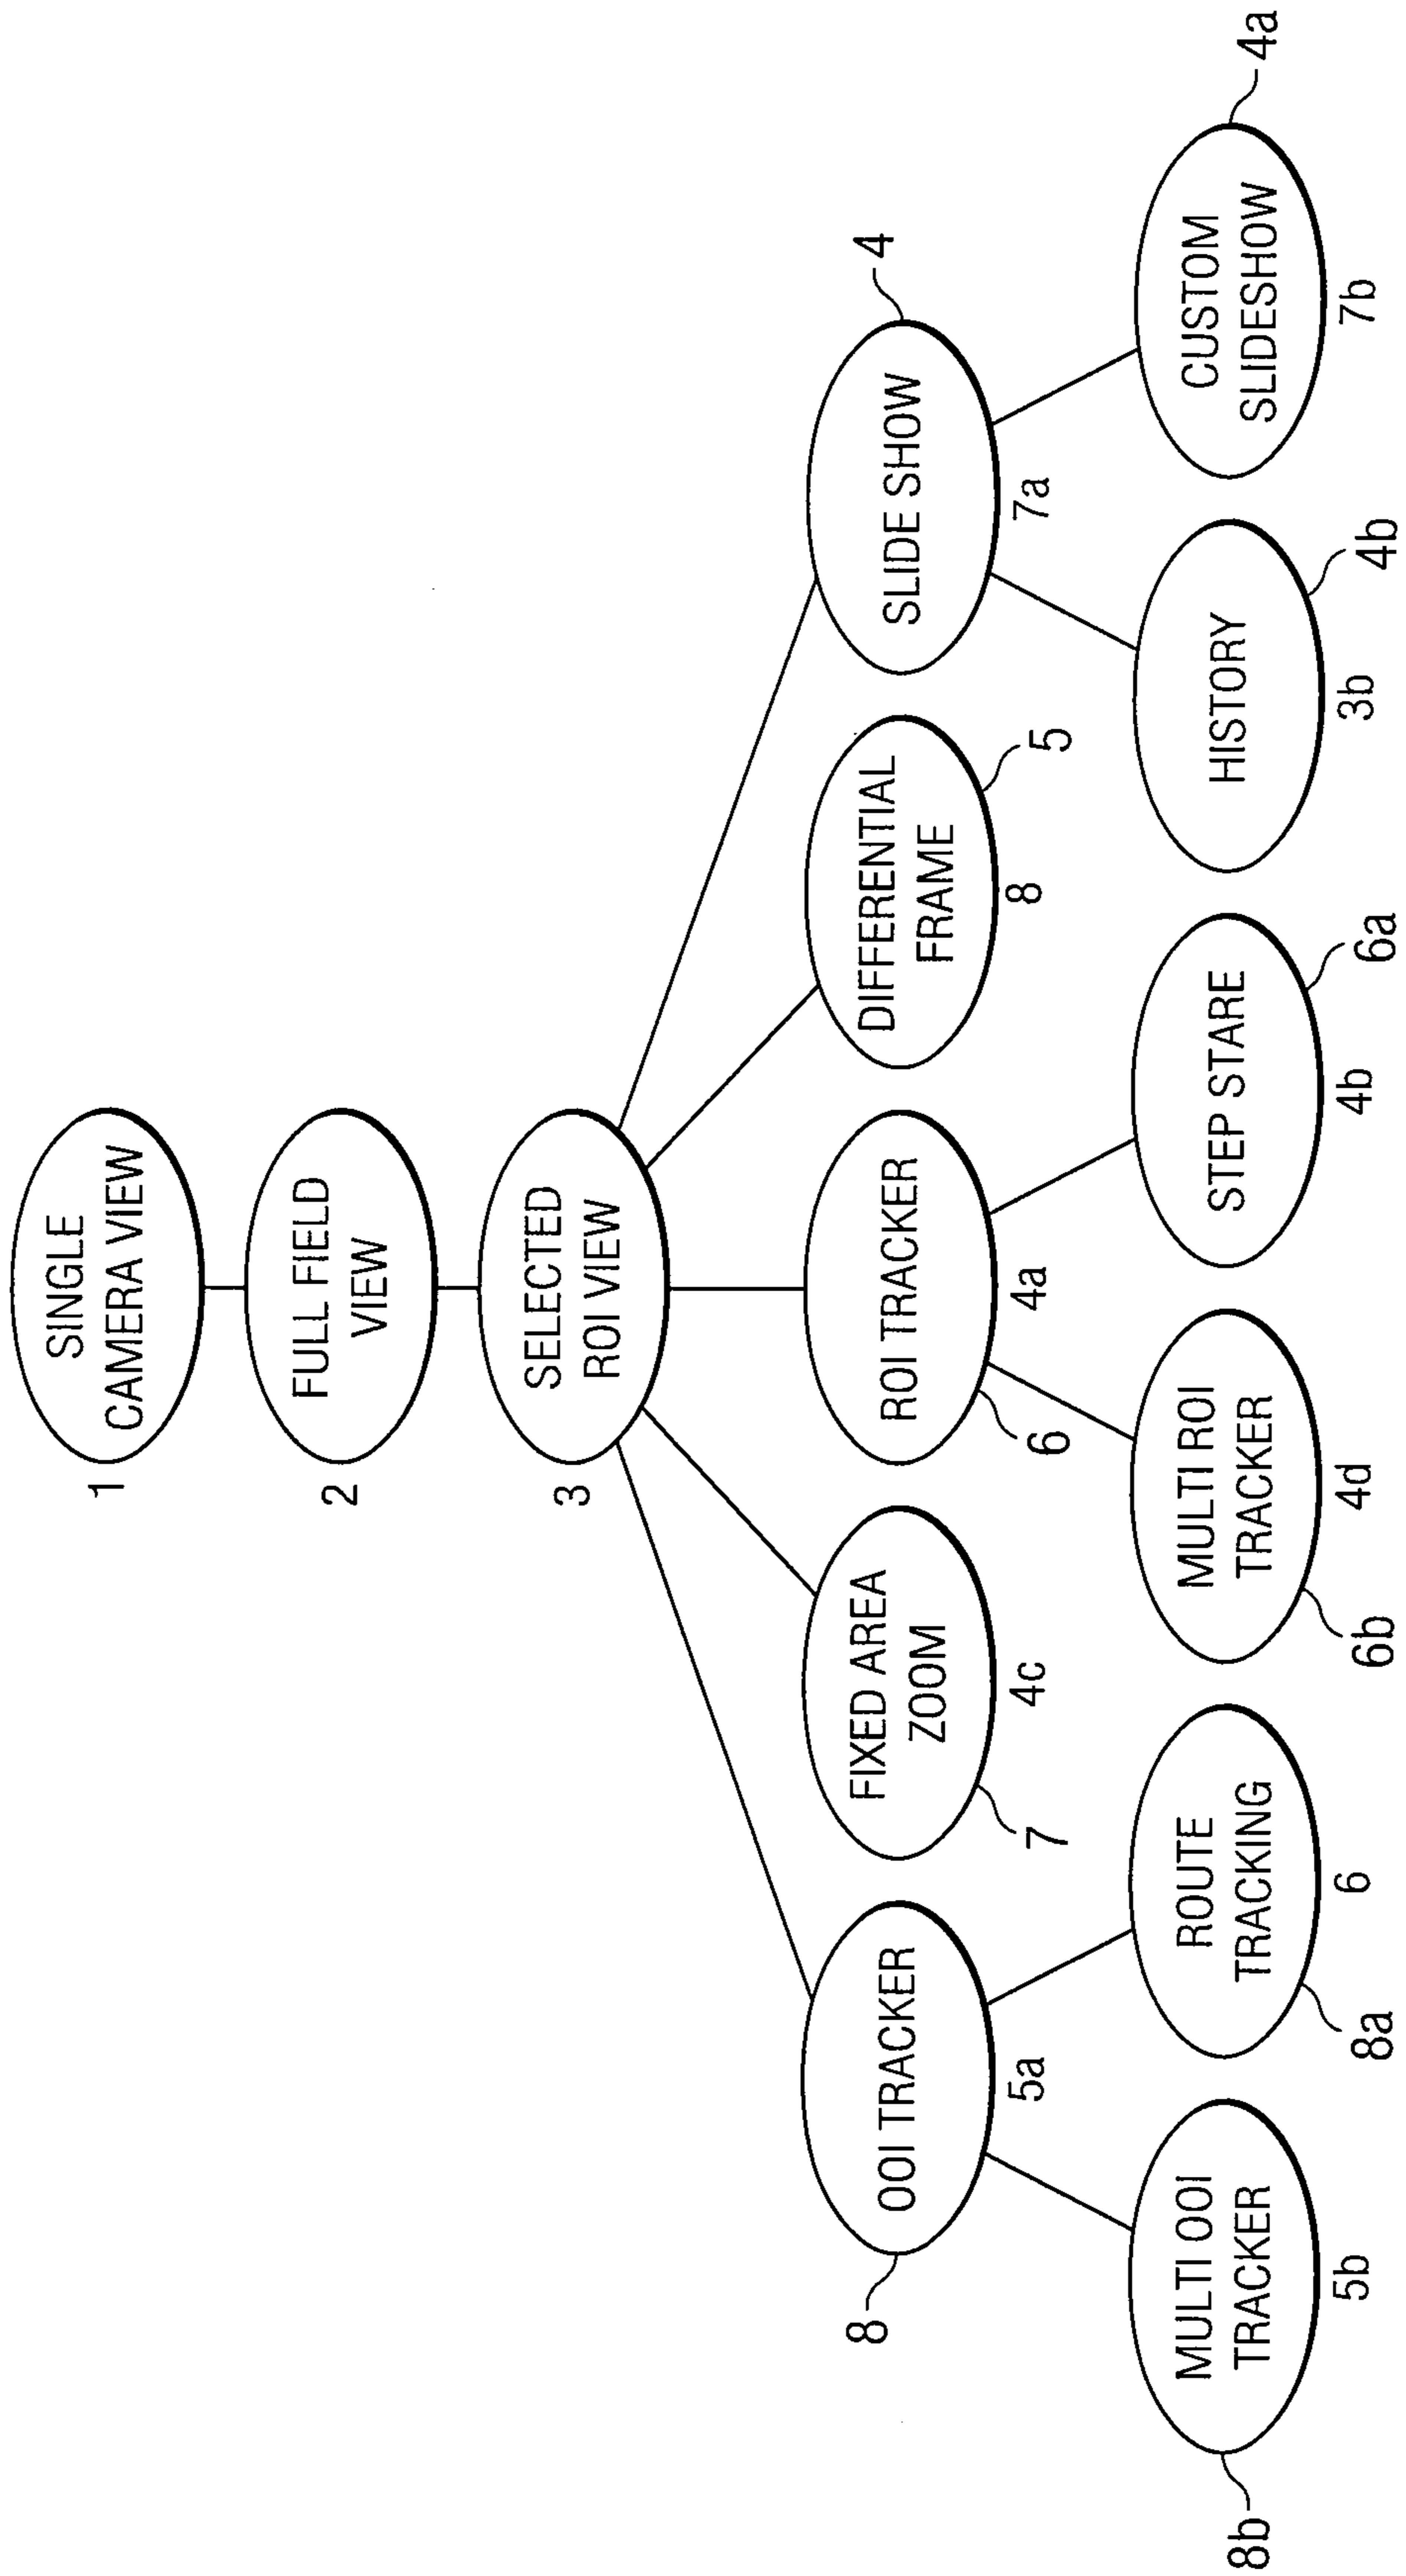 SINGLE
CAMERA VIEW
1
FULL FIELD
VIEW
2
SELECTED
ROI VIEW
3
OOI TRACKER
5a
8
FIXED AREA
ZOOM
4c
7
ROI TRACKER
4a
6
DIFFERENTIAL
FRAME
8
5
SLIDE SHOW
7a
4
MULTI OOI
TRACKER
5b
8b
ROUTE
TRACKING
6
8a
MULTI ROI
TRACKER
4d
6b
STEP STARE
4b
6a
HISTORY
3b
4b
CUSTOM
SLIDESHOW
7b
4a